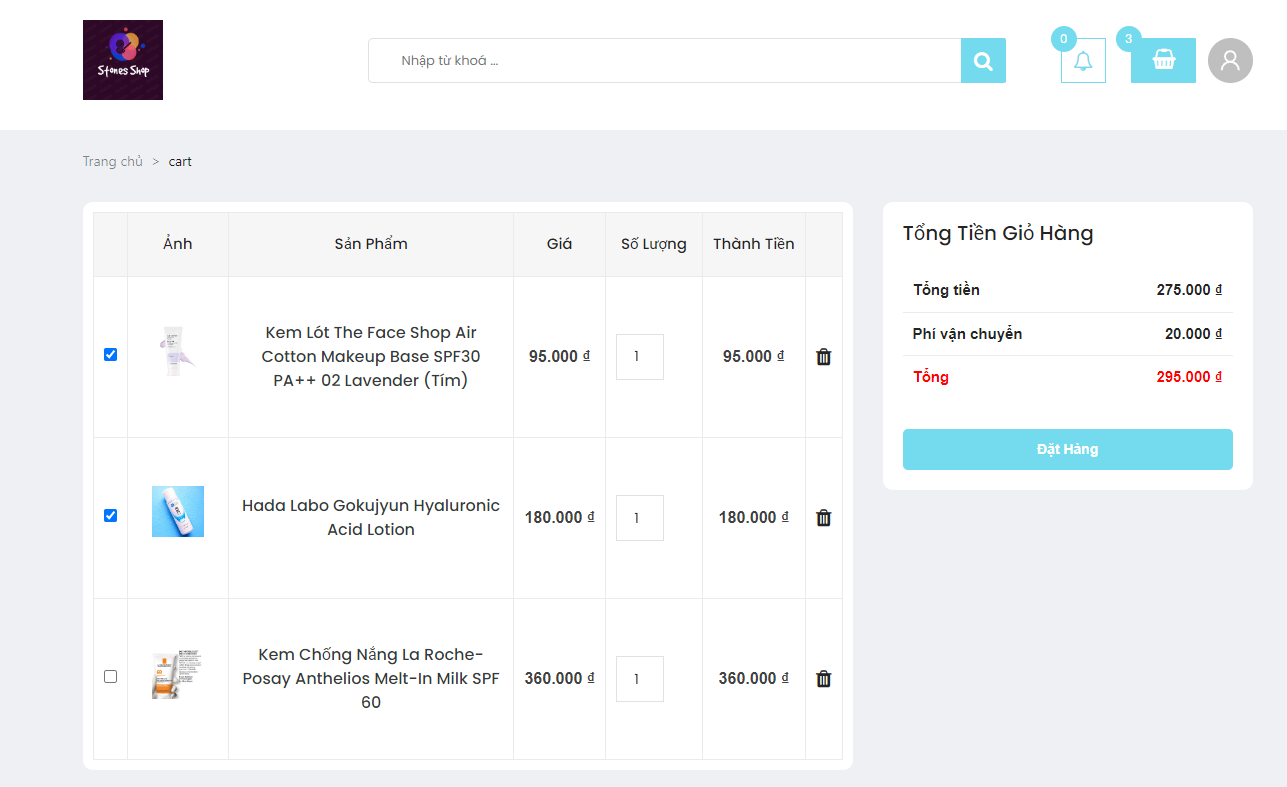 Stones Shop
Nhập từ khoá ...
0
3
Trang chủ > cart
Ảnh
Sản Phẩm
Giá
Số Lượng
Thành Tiền
Kem Lót The Face Shop Air
Cotton Makeup Base SPF30
PA++ 02 Lavender (Tím)
95.000 ₫
1
95.000 ₫
Hada Labo Gokujyun Hyaluronic
Acid Lotion
180.000 ₫
1
180.000 ₫
Kem Chống Nắng La Roche-
Posay Anthelios Melt-In Milk SPF
60
360.000 ₫
1
360.000 ₫
Tổng Tiền Giỏ Hàng
Tổng tiền 275.000 ₫
Phí vận chuyển 20.000 ₫
Tổng 295.000 ₫
Đặt Hàng